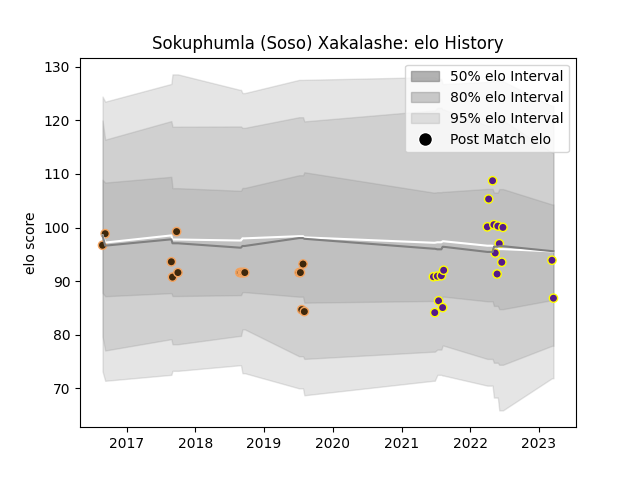 Sokuphumla (Soso) Xakalashe: elo History
130
120
110
100
90
80
70
elo score
50% elo Interval
80% elo Interval
95% elo Interval
Post Match elo
2017 2018 2019 2020 2021 2022 2023